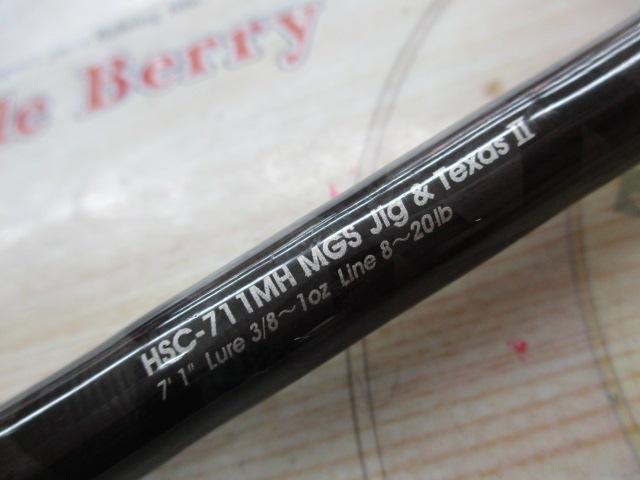 le Berry
HSC-711MH MGS Jig & Texas II
7' 1" Lure 3/8～1oz Line 8～20lb